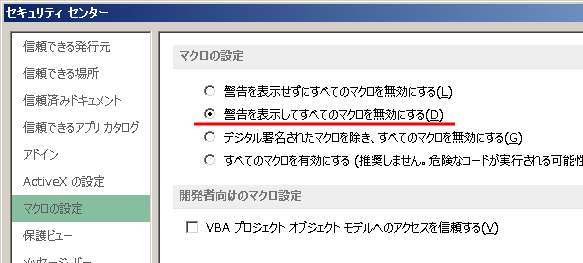 セキュリティ センター
信頼できる発行元
信頼できる場所
信頼済みドキュメント
信頼できるアプリ カタログ
アドイン
ActiveX の設定
マクロの設定
保護ビュー
メッセージ バー
マクロの設定
警告を表示せずにすべてのマクロを無効にする(L)
警告を表示してすべてのマクロを無効にする(D)
デジタル署名されたマクロを除き、すべてのマクロを無効にする(G)
すべてのマクロを有効にする (推奨しません。危険なコードが実行される可能性
開発者向けのマクロ設定
VBA プロジェクト オブジェクト モデルへのアクセスを信頼する(V)